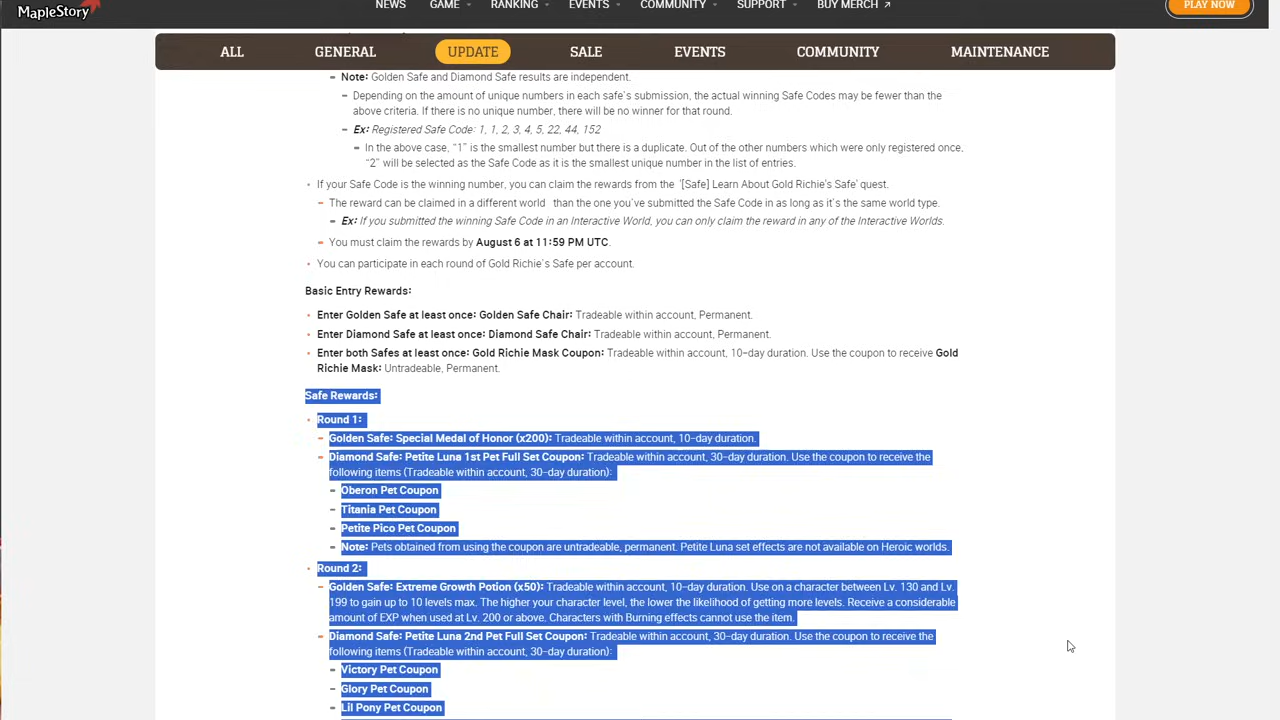 MapleStory
NEWS GAME RANKING EVENTS COMMUNITY SUPPORT BUY MERCH ↗ PLAY NOW
ALL GENERAL UPDATE SALE EVENTS COMMUNITY MAINTENANCE
Note: Golden Safe and Diamond Safe results are independent.
Depending on the amount of unique numbers in each safe's submission, the actual winning Safe Codes may be fewer than the
above criteria. If there is no unique number, there will be no winner for that round.
Ex: Registered Safe Code: 1, 1, 2, 3, 4, 5, 22, 44, 152
In the above case, "1" is the smallest number but there is a duplicate. Out of the other numbers which were only registered once,
"2" will be selected as the Safe Code as it is the smallest unique number in the list of entries.
If your Safe Code is the winning number, you can claim the rewards from the '[Safe] Learn About Gold Richie's Safe' quest.
The reward can be claimed in a different world than the one you've submitted the Safe Code in as long as it's the same world type.
Ex: If you submitted the winning Safe Code in an Interactive World, you can only claim the reward in any of the Interactive Worlds.
You must claim the rewards by August 6 at 11:59 PM UTC.
You can participate in each round of Gold Richie's Safe per account.
Basic Entry Rewards:
Enter Golden Safe at least once: Golden Safe Chair: Tradeable within account, Permanent.
Enter Diamond Safe at least once: Diamond Safe Chair: Tradeable within account, Permanent.
Enter both Safes at least once: Gold Richie Mask Coupon: Tradeable within account, 10-day duration. Use the coupon to receive Gold
Richie Mask: Untradeable, Permanent.
Safe Rewards:
Round 1:
Golden Safe: Special Medal of Honor (x200): Tradeable within account, 10-day duration.
Diamond Safe: Petite Luna 1st Pet Full Set Coupon: Tradeable within account, 30-day duration. Use the coupon to receive the
following items (Tradeable within account, 30-day duration):
Oberon Pet Coupon
Titania Pet Coupon
Petite Pico Pet Coupon
Note: Pets obtained from using the coupon are untradeable, permanent. Petite Luna set effects are not available on Heroic worlds.
Round 2:
Golden Safe: Extreme Growth Potion (x50): Tradeable within account, 10-day duration. Use on a character between Lv. 130 and Lv.
199 to gain up to 10 levels max. The higher your character level, the lower the likelihood of getting more levels. Receive a considerable
amount of EXP when used at Lv. 200 or above. Characters with Burning effects cannot use the item.
Diamond Safe: Petite Luna 2nd Pet Full Set Coupon: Tradeable within account, 30-day duration. Use the coupon to receive the
following items (Tradeable within account, 30-day duration):
Victory Pet Coupon
Glory Pet Coupon
Lil Pony Pet Coupon